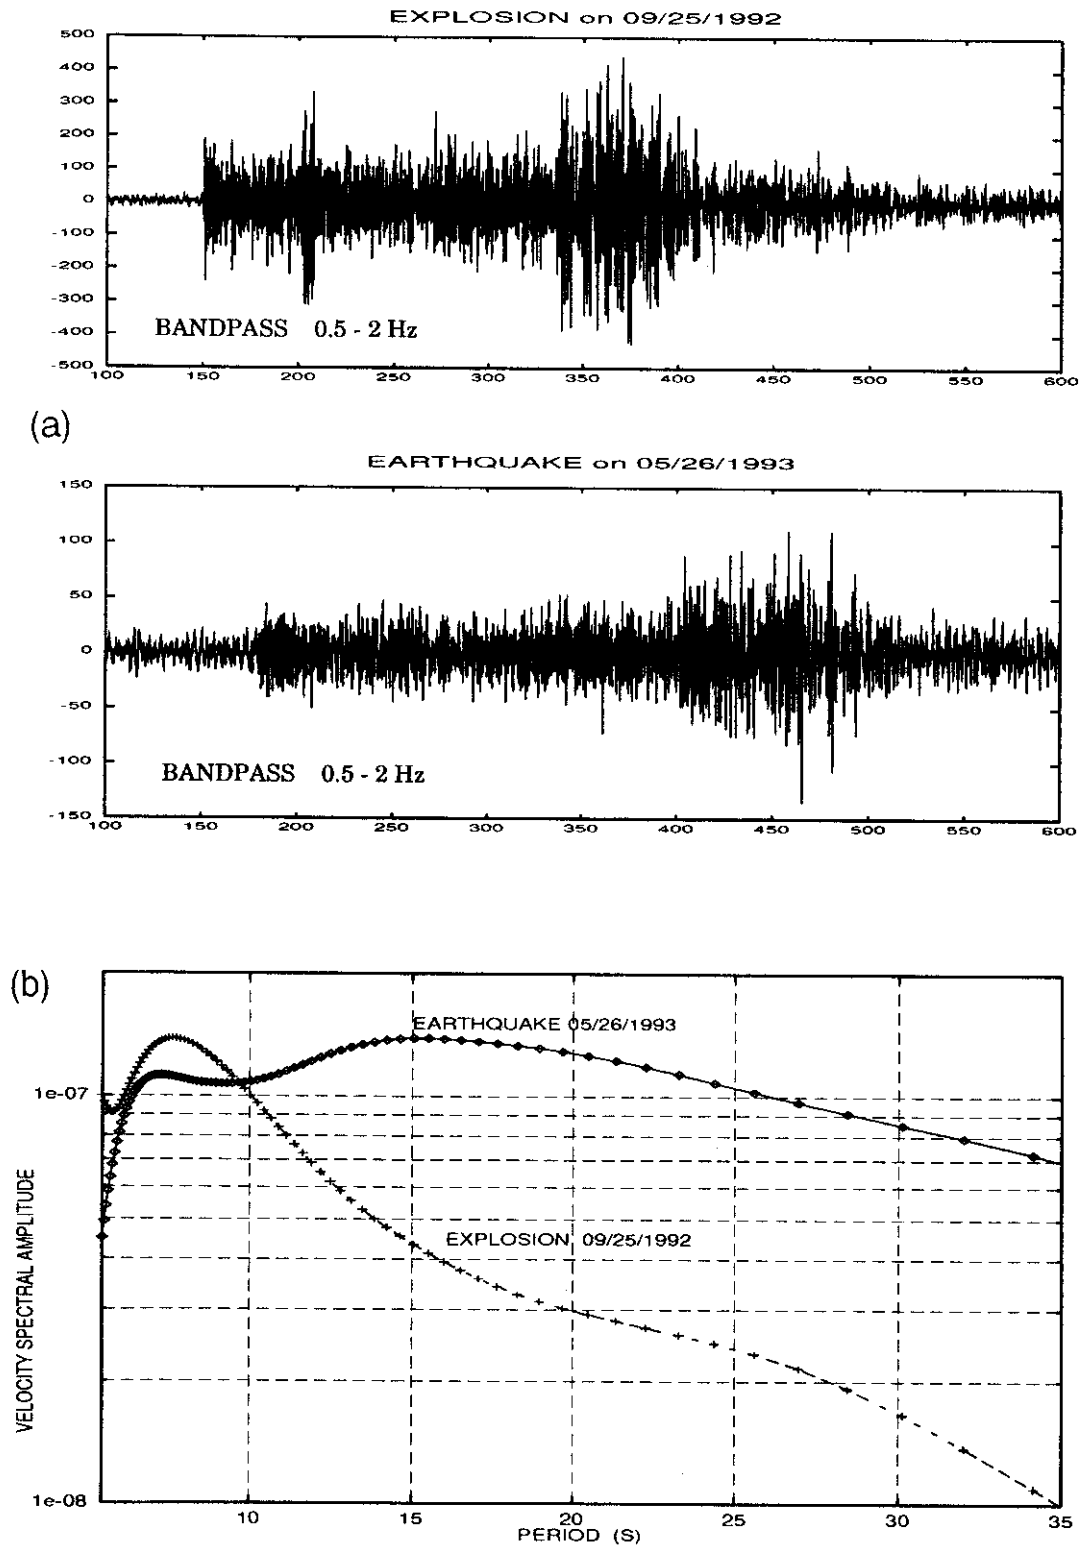 EXPLOSION on 09/25/1992
500
400
300
200
100
0
-100
-200
-300
-400
-500
BANDPASS 0.5 - 2 Hz
100 150 200 250 300 350 400 450 500 550 600
(a)
EARTHQUAKE on 05/26/1993
150
100
50
0
-50
-100
-150
BANDPASS 0.5 - 2 Hz
100 150 200 250 300 350 400 450 500 550 600
(b)
EARTHQUAKE 05/26/1993
1e-07
VELOCITY SPECTRAL AMPLITUDE
EXPLOSION 09/25/1992
1e-08
10 15 20 25 30 35
PERIOD (S)